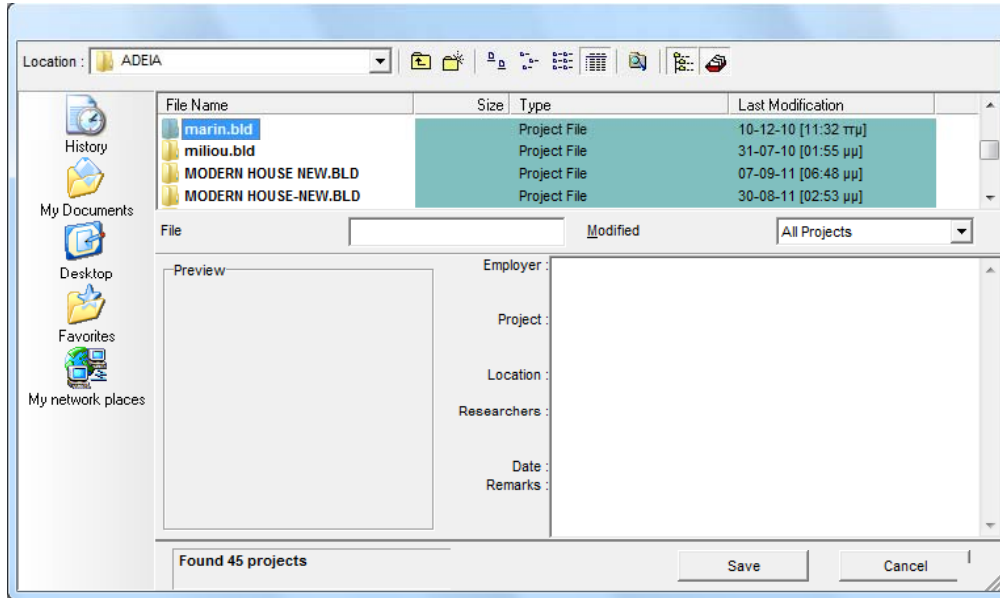 Location : ADEIA
File Name Size Type Last Modification
marin.bld Project File 10-12-10 [11:32 πμ]
miliou.bld Project File 31-07-10 [01:55 μμ]
MODERN HOUSE NEW.BLD Project File 07-09-11 [06:48 μμ]
MODERN HOUSE-NEW.BLD Project File 30-08-11 [02:53 μμ]
History
My Documents
Desktop
Favorites
My network places
File Modified All Projects
Preview
Employer :
Project :
Location :
Researchers :
Date :
Remarks :
Found 45 projects
Save Cancel